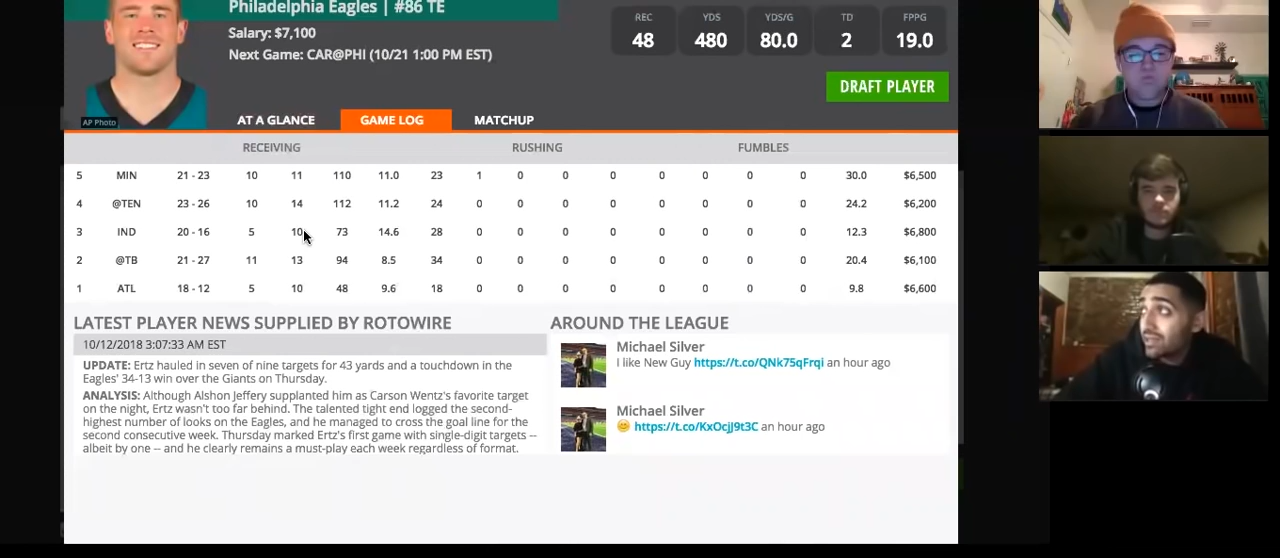 Philadelphia Eagles | #86 TE
Salary: $7,100
Next Game: CAR@PHI (10/21 1:00 PM EST)
REC YDS YDS/G TD FPPG
48 480 80.0 2 19.0
DRAFT PLAYER
AP Photo
AT A GLANCE GAME LOG MATCHUP
RECEIVING RUSHING FUMBLES
5 MIN 21 - 23 10 11 110 11.0 23 1 0 0 0 0 0 0 0 30.0 $6,500
4 @TEN 23 - 26 10 14 112 11.2 24 0 0 0 0 0 0 0 0 24.2 $6,200
3 IND 20 - 16 5 10 73 14.6 28 0 0 0 0 0 0 0 0 12.3 $6,800
2 @TB 21 - 27 11 13 94 8.5 34 0 0 0 0 0 0 0 0 20.4 $6,100
1 ATL 18 - 12 5 10 48 9.6 18 0 0 0 0 0 0 0 0 9.8 $6,600
LATEST PLAYER NEWS SUPPLIED BY ROTOWIRE
10/12/2018 3:07:33 AM EST
UPDATE: Ertz hauled in seven of nine targets for 43 yards and a touchdown in the
Eagles' 34-13 win over the Giants on Thursday.
ANALYSIS: Although Alshon Jeffery supplanted him as Carson Wentz's favorite target
on the night, Ertz wasn't too far behind. The talented tight end logged the second-
highest number of looks on the Eagles, and he managed to cross the goal line for the
second consecutive week. Thursday marked Ertz's first game with single-digit targets --
albeit by one -- and he clearly remains a must-play each week regardless of format.
AROUND THE LEAGUE
Michael Silver
I like New Guy https://t.co/QNk75qFrqi an hour ago
Michael Silver
😊 https://t.co/KxOcjJ9t3C an hour ago